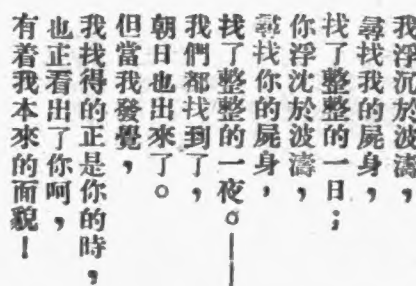 我浮沉於波濤，
尋找我的屍身，
找了整整的一日；
你浮沈於波濤，
尋找你的屍身，
找了整整的一夜。——
我們都找到了，
朝日也出來了。
但當我發覺，
我找得的正是你的時，
也正看出了你呵，
有着我本來的面貌！